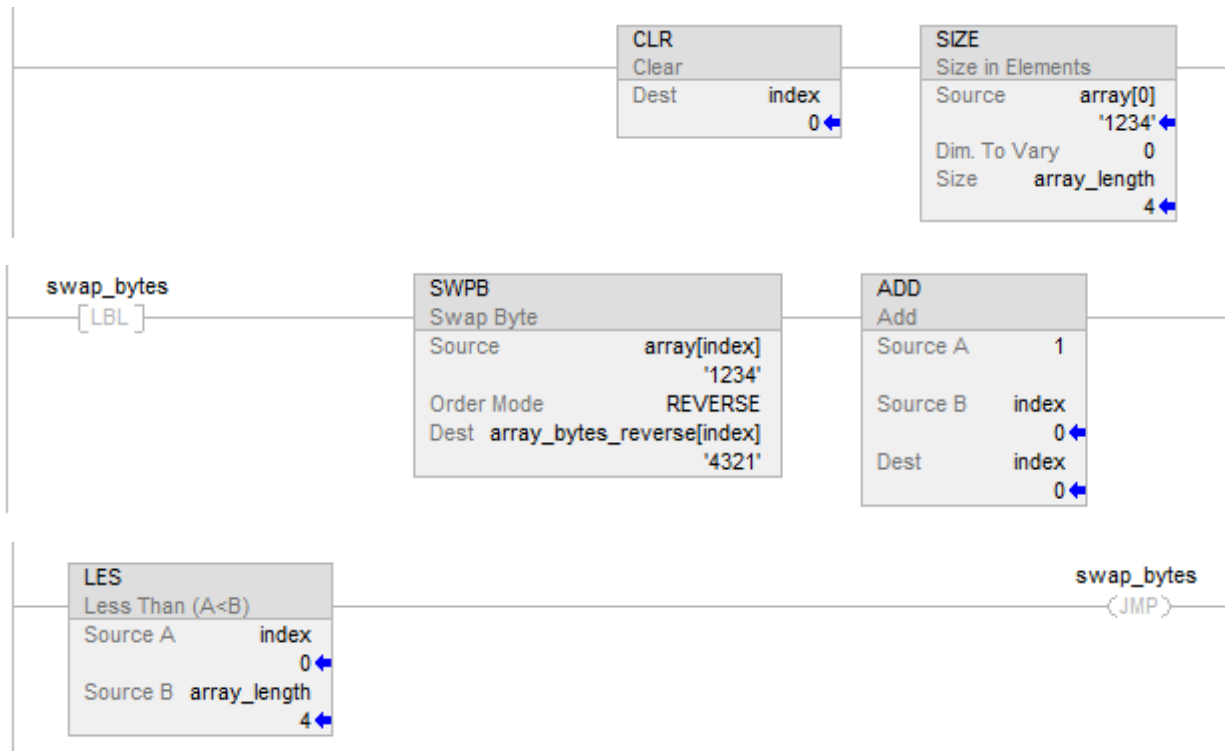 CLR
Clear
Dest index
0
SIZE
Size in Elements
Source array[0]
'1234'
Dim. To Vary 0
Size array_length
4
swap_bytes
LBL
SWPB
Swap Byte
Source array[index]
'1234'
Order Mode REVERSE
Dest array_bytes_reverse[index]
'4321'
ADD
Add
Source A 1
Source B index
0
Dest index
0
LES
Less Than (A<B)
Source A index
0
Source B array_length
4
swap_bytes
JMP